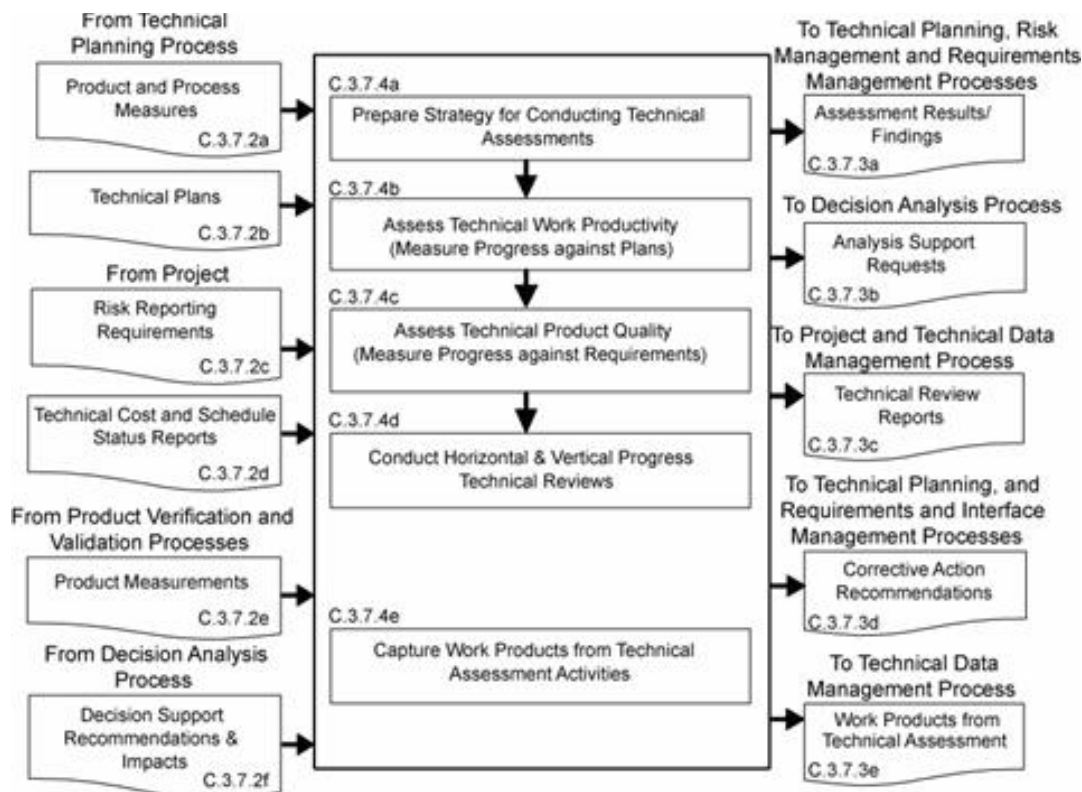 From Technical
Planning Process
Product and Process
Measures
C.3.7.2a
Technical Plans
C.3.7.2b
From Project
Risk Reporting
Requirements
C.3.7.2c
Technical Cost and Schedule
Status Reports
C.3.7.2d
From Product Verification and
Validation Processes
Product Measurements
C.3.7.2e
From Decision Analysis
Process
Decision Support
Recommendations &
Impacts
C.3.7.2f
C.3.7.4a
Prepare Strategy for Conducting Technical
Assessments
C.3.7.4b
Assess Technical Work Productivity
(Measure Progress against Plans)
C.3.7.4c
Assess Technical Product Quality
(Measure Progress against Requirements)
C.3.7.4d
Conduct Horizontal & Vertical Progress
Technical Reviews
C.3.7.4e
Capture Work Products from Technical
Assessment Activities
To Technical Planning, Risk
Management and Requirements
Management Processes
Assessment Results/
Findings
C.3.7.3a
To Decision Analysis Process
Analysis Support
Requests
C.3.7.3b
To Project and Technical Data
Management Process
Technical Review
Reports
C.3.7.3c
To Technical Planning, and
Requirements and Interface
Management Processes
Corrective Action
Recommendations
C.3.7.3d
To Technical Data
Management Process
Work Products from
Technical Assessment
C.3.7.3e